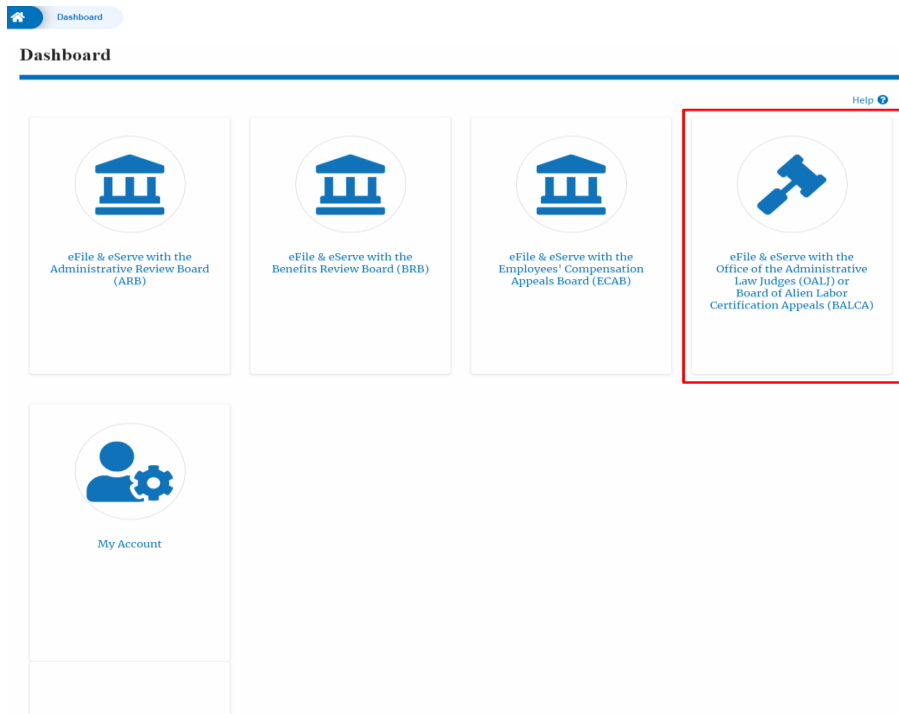 Dashboard
Dashboard
Help
eFile & eServe with the
Administrative Review Board
(ARB)
eFile & eServe with the
Benefits Review Board (BRB)
eFile & eServe with the
Employees' Compensation
Appeals Board (ECAB)
eFile & eServe with the
Office of the Administrative
Law Judges (OALJ) or
Board of Alien Labor
Certification Appeals (BALCA)
My Account